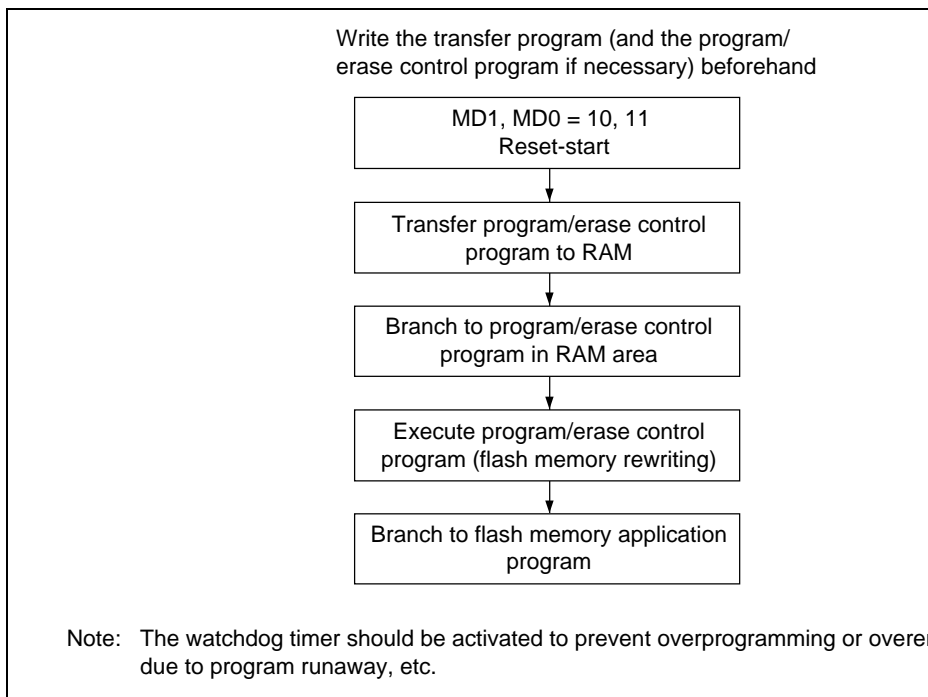 Write the transfer program (and the program/
erase control program if necessary) beforehand
MD1, MD0 = 10, 11
Reset-start
Transfer program/erase control
program to RAM
Branch to program/erase control
program in RAM area
Execute program/erase control
program (flash memory rewriting)
Branch to flash memory application
program
Note: The watchdog timer should be activated to prevent overprogramming or
due to program runaway, etc.